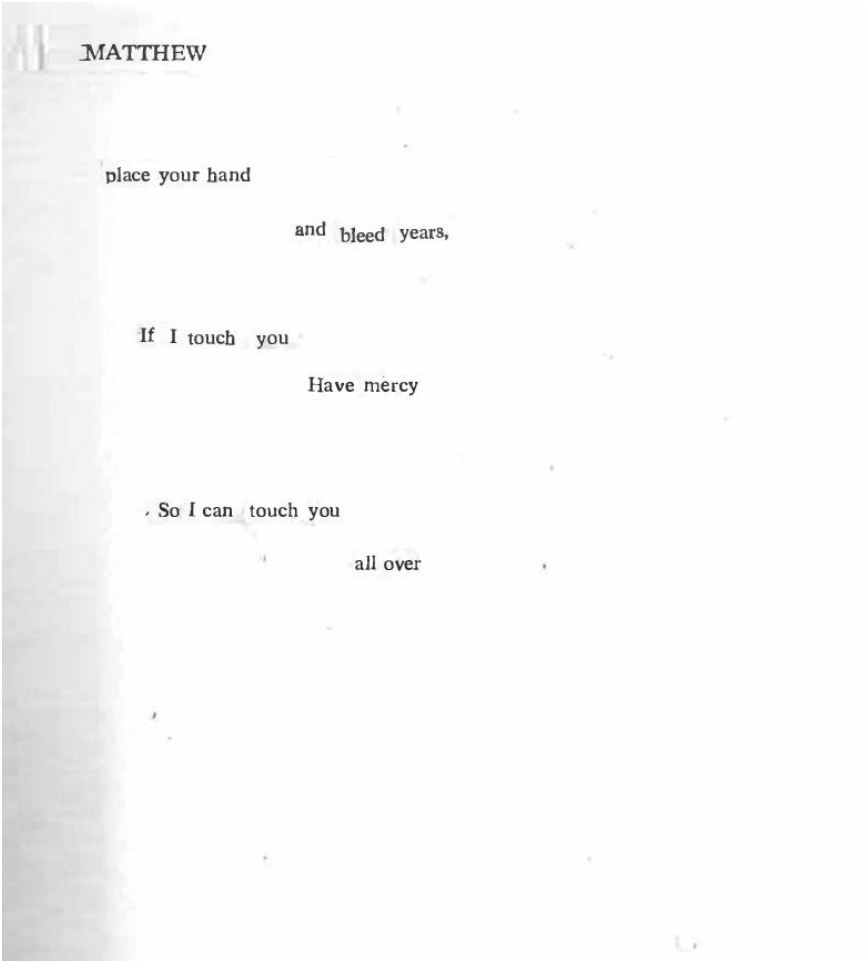 MATTHEW
place your hand
and bleed years,
If I touch you
Have mercy
So I can touch you
all over